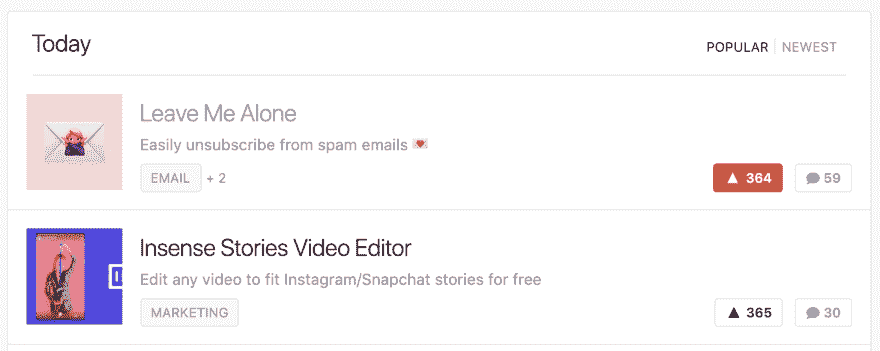 Today
POPULAR | NEWEST
Leave Me Alone
Easily unsubscribe from spam emails 💌
EMAIL + 2
▲ 364 59
Insense Stories Video Editor
Edit any video to fit Instagram/Snapchat stories for free
MARKETING
▲ 365 30